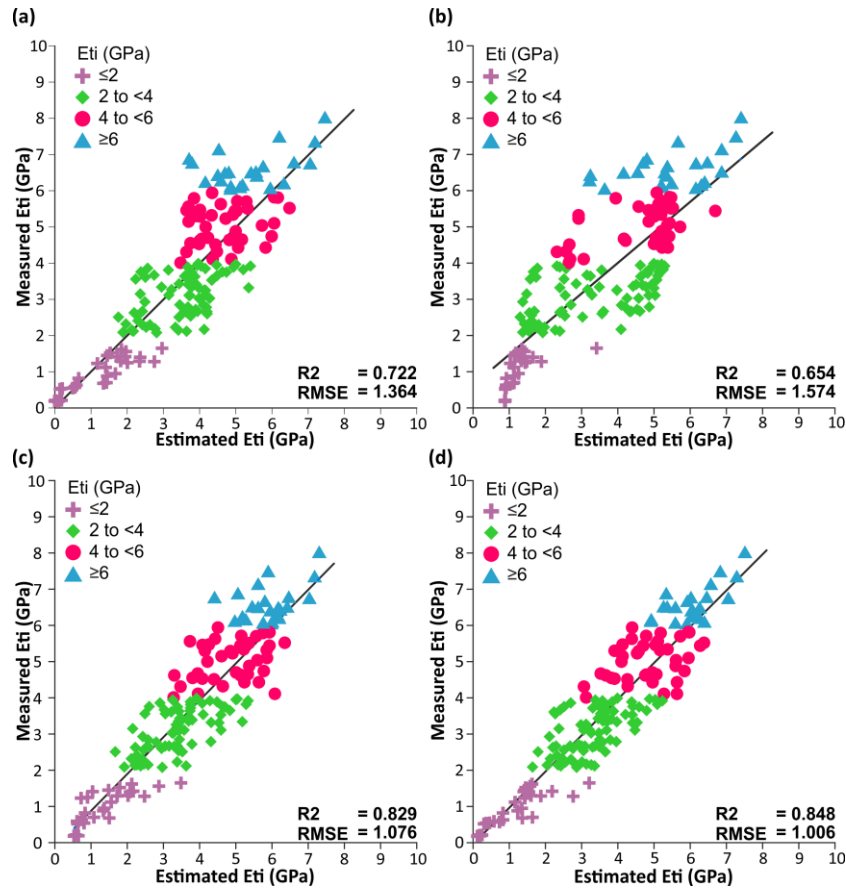 (a)
Eti (GPa)
≤2
2 to <4
4 to <6
≥6
10
9
8
7
6
5
4
3
2
1
0
Measured Eti (GPa)
R2 = 0.722
RMSE = 1.364
0 1 2 3 4 5 6 7 8 9 10
Estimated Eti (GPa)
(b)
Eti (GPa)
≤2
2 to <4
4 to <6
≥6
10
9
8
7
6
5
4
3
2
1
0
Measured Eti (GPa)
R2 = 0.654
RMSE = 1.574
0 1 2 3 4 5 6 7 8 9 10
Estimated Eti (GPa)
(c)
Eti (GPa)
≤2
2 to <4
4 to <6
≥6
10
9
8
7
6
5
4
3
2
1
0
Measured Eti (GPa)
R2 = 0.829
RMSE = 1.076
0 1 2 3 4 5 6 7 8 9 10
Estimated Eti (GPa)
(d)
Eti (GPa)
≤2
2 to <4
4 to <6
≥6
10
9
8
7
6
5
4
3
2
1
0
Measured Eti (GPa)
R2 = 0.848
RMSE = 1.006
0 1 2 3 4 5 6 7 8 9 10
Estimated Eti (GPa)